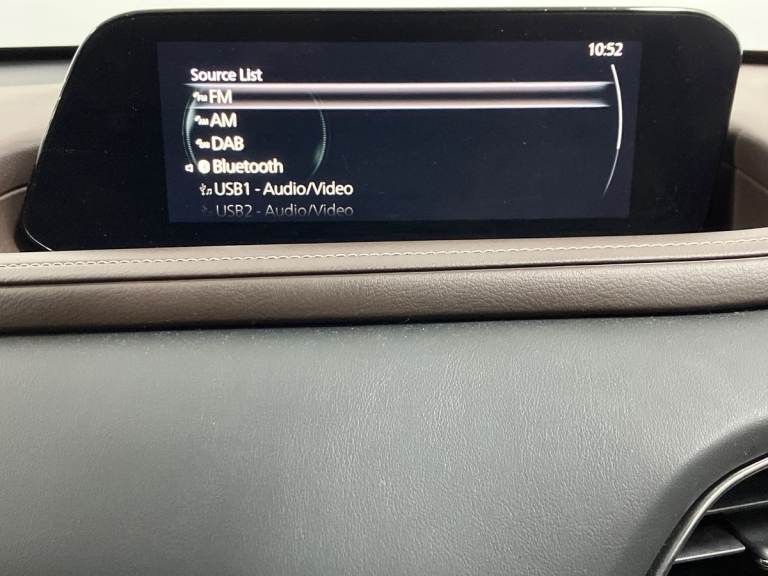 10:52
Source List
FM
AM
DAB
Bluetooth
USB1 - Audio/Video
USB2 - Audio/Video